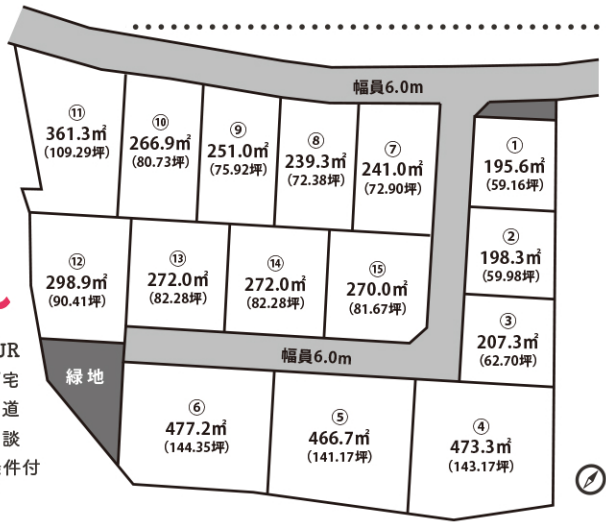 幅員6.0m
⑪
361.3㎡
(109.29坪)
⑩
266.9㎡
(80.73坪)
⑨
251.0㎡
(75.92坪)
⑧
239.3㎡
(72.38坪)
⑦
241.0㎡
(72.90坪)
①
195.6㎡
(59.16坪)
②
198.3㎡
(59.98坪)
③
207.3㎡
(62.70坪)
⑫
298.9㎡
(90.41坪)
⑬
272.0㎡
(82.28坪)
⑭
272.0㎡
(82.28坪)
⑮
270.0㎡
(81.67坪)
幅員6.0m
緑地
⑥
477.2㎡
(144.35坪)
⑤
466.7㎡
(141.17坪)
④
473.3㎡
(143.17坪)
JR
宅
道
談
件付